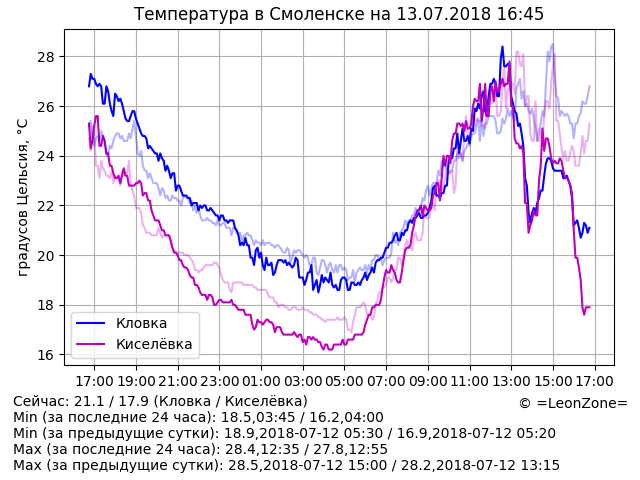 Температура в Смоленске на 13.07.2018 16:45
градусов Цельсия, °C
28
26
24
22
20
18
16
Кловка
Киселёвка
17:00 19:00 21:00 23:00 01:00 03:00 05:00 07:00 09:00 11:00 13:00 15:00 17:00
Сейчас: 21.1 / 17.9 (Кловка / Киселёвка)
© =LeonZone=
Min (за последние 24 часа): 18.5,03:45 / 16.2,04:00
Min (за предыдущие сутки): 18.9,2018-07-12 05:30 / 16.9,2018-07-12 05:20
Max (за последние 24 часа): 28.4,12:35 / 27.8,12:55
Max (за предыдущие сутки): 28.5,2018-07-12 15:00 / 28.2,2018-07-12 13:15